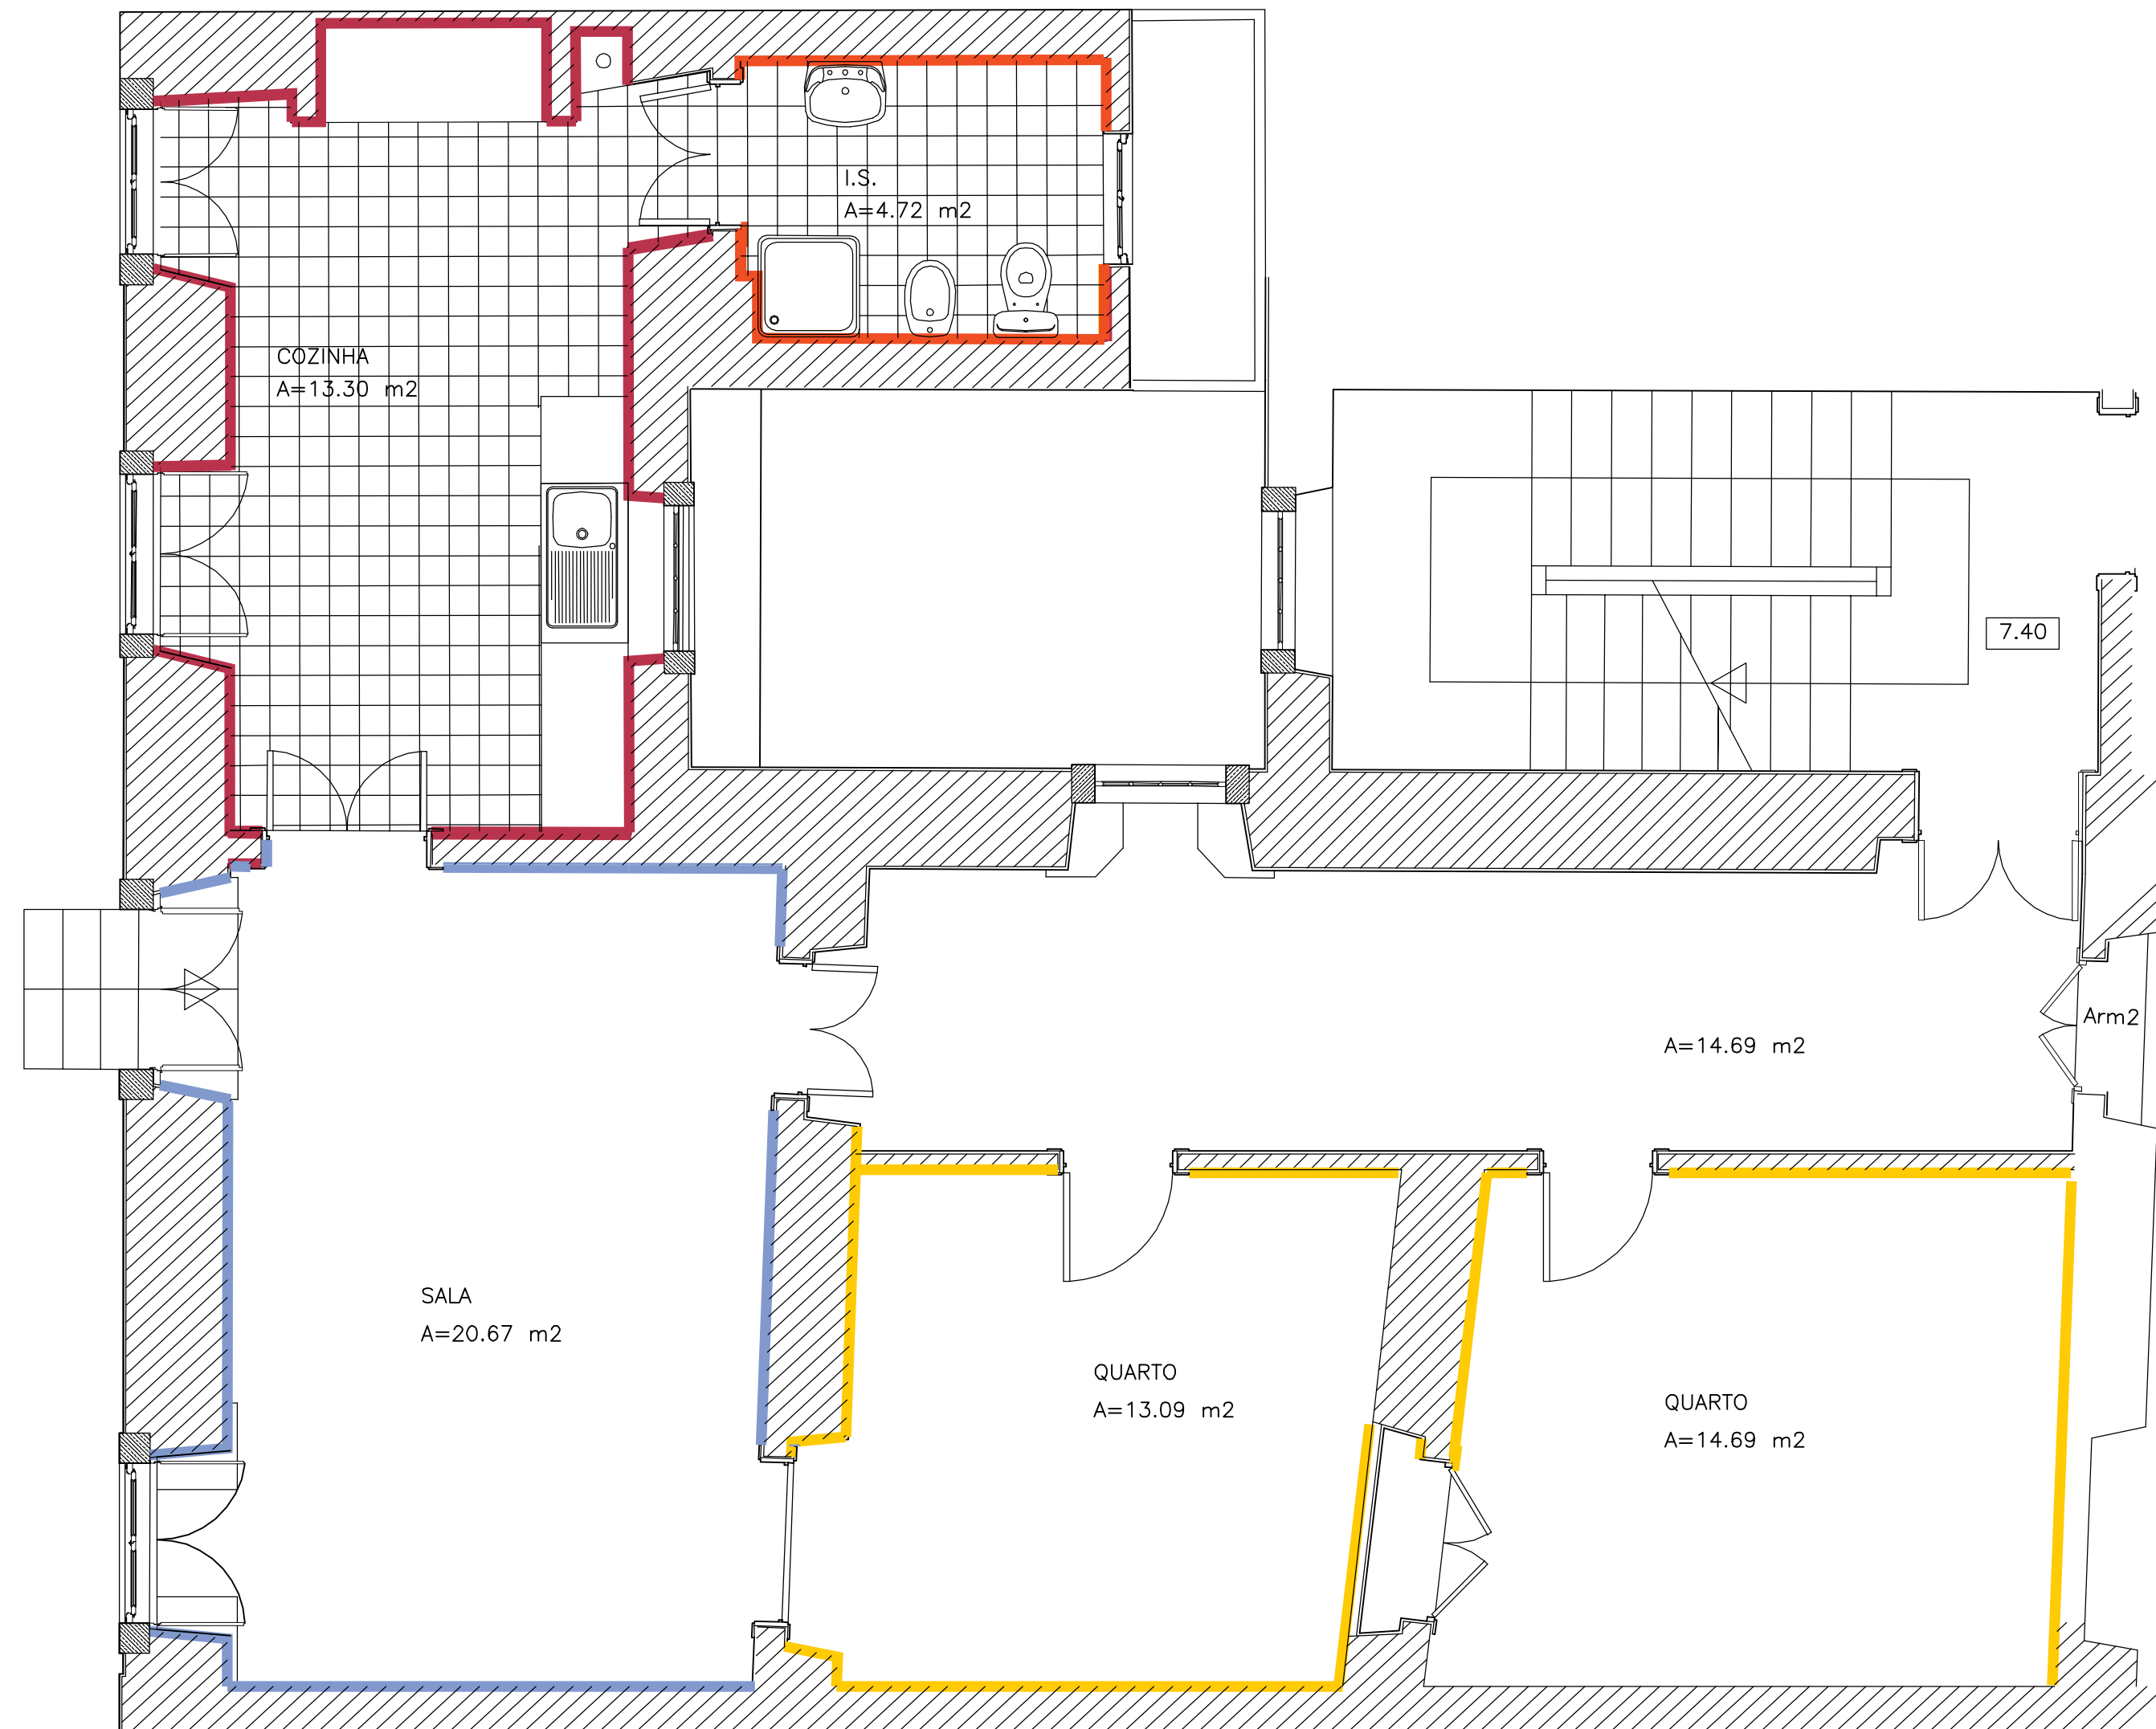 I.S.
A=4.72 m2
COZINHA
A=13.30 m2
7.40
Arm2
A=14.69 m2
SALA
A=20.67 m2
QUARTO
A=13.09 m2
QUARTO
A=14.69 m2